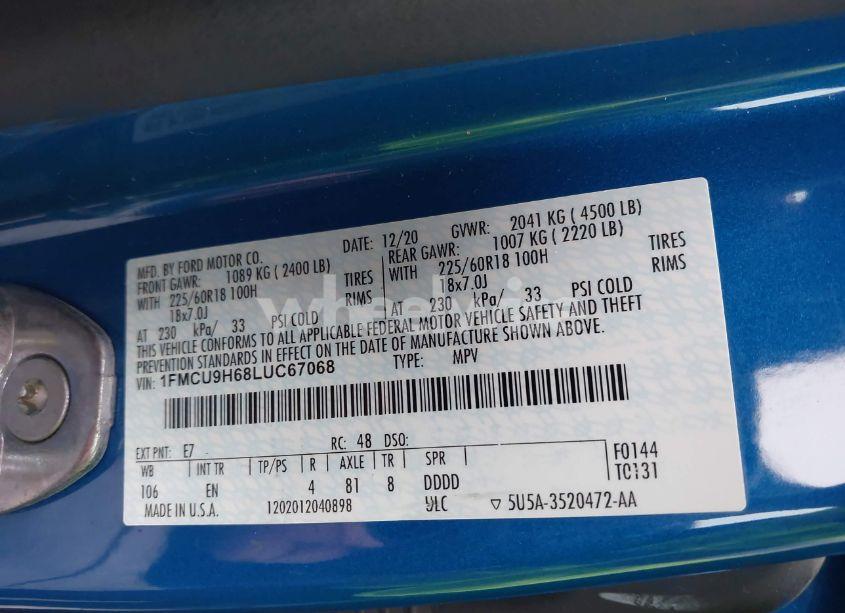 MFD. BY FORD MOTOR CO. DATE: 12/20 GVWR: 2041 KG ( 4500 LB)
FRONT GAWR: 1089 KG ( 2400 LB) REAR GAWR: 1007 KG ( 2220 LB)
WITH 225/60R18 100H TIRES WITH 225/60R18 100H TIRES
18x7.0J RIMS 18x7.0J RIMS
AT 230 kPa/ 33 PSI COLD AT 230 kPa/ 33 PSI COLD
THIS VEHICLE CONFORMS TO ALL APPLICABLE FEDERAL MOTOR VEHICLE SAFETY AND THEFT
PREVENTION STANDARDS IN EFFECT ON THE DATE OF MANUFACTURE SHOWN ABOVE.
VIN: 1FMCU9H68LUC67068 TYPE: MPV
EXT PNT: E7 RC: 48 DSO: F0144
WB INT TR TP/PS R AXLE TR SPR TC131
106 EN 4 81 8 DDDD
MADE IN U.S.A. 1202012040898 ULC ▽ 5U5A-3520472-AA